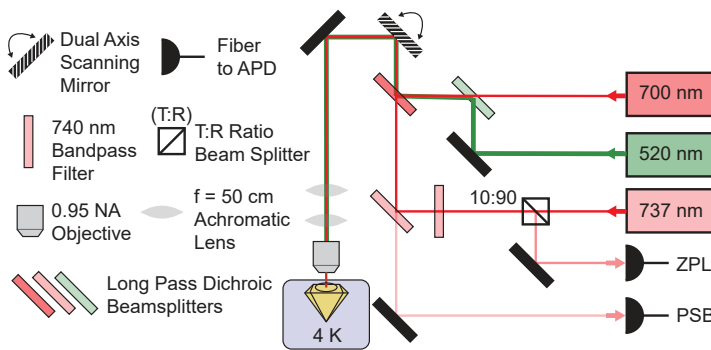 Dual Axis
Scanning
Mirror
Fiber
to APD
740 nm
Bandpass
Filter
(T:R)
T:R Ratio
Beam Splitter
0.95 NA
Objective
f = 50 cm
Achromatic
Lens
Long Pass Dichroic
Beamsplitters
4 K
10:90
700 nm
520 nm
737 nm
ZPL
PSB